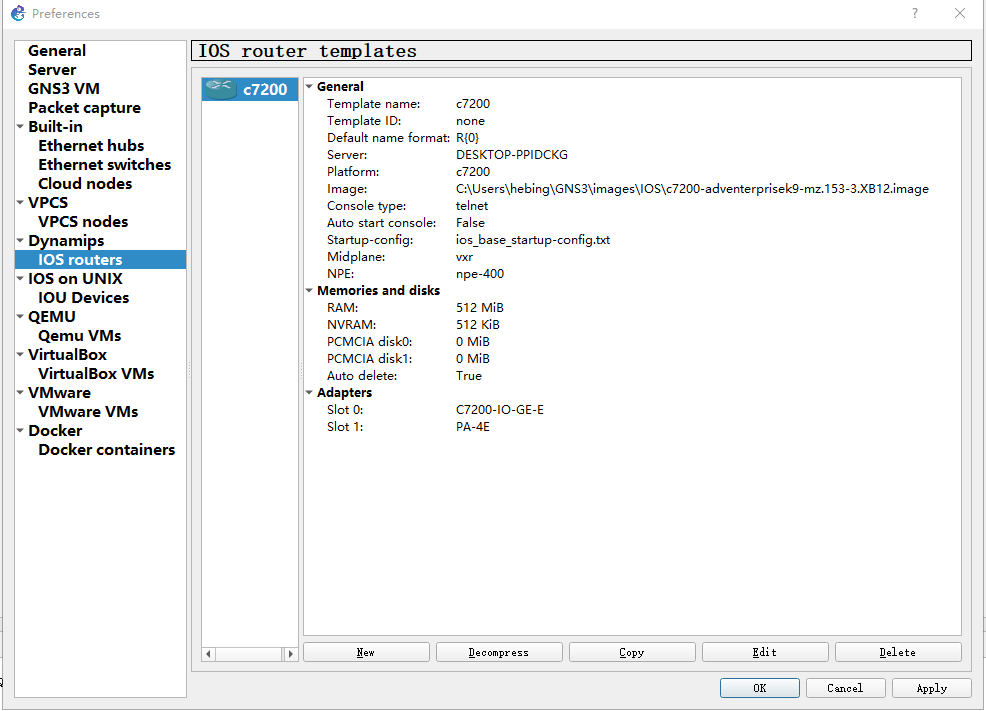 Preferences
?
General
Server
GNS3 VM
Packet capture
Built-in
Ethernet hubs
Ethernet switches
Cloud nodes
VPCS
VPCS nodes
Dynamips
IOS routers
IOS on UNIX
IOU Devices
QEMU
Qemu VMs
VirtualBox
VirtualBox VMs
VMware
VMware VMs
Docker
Docker containers
IOS router templates
c7200
General
Template name: c7200
Template ID: none
Default name format: R{0}
Server: DESKTOP-PPIDCKG
Platform: c7200
Image: C:\Users\hebing\GNS3\images\IOS\c7200-adventerprisek9-mz.153-3.XB12.image
Console type: telnet
Auto start console: False
Startup-config: ios_base_startup-config.txt
Midplane: vxr
NPE: npe-400
Memories and disks
RAM: 512 MiB
NVRAM: 512 KiB
PCMCIA disk0: 0 MiB
PCMCIA disk1: 0 MiB
Auto delete: True
Adapters
Slot 0: C7200-IO-GE-E
Slot 1: PA-4E
New Decompress Copy Edit Delete
OK Cancel Apply